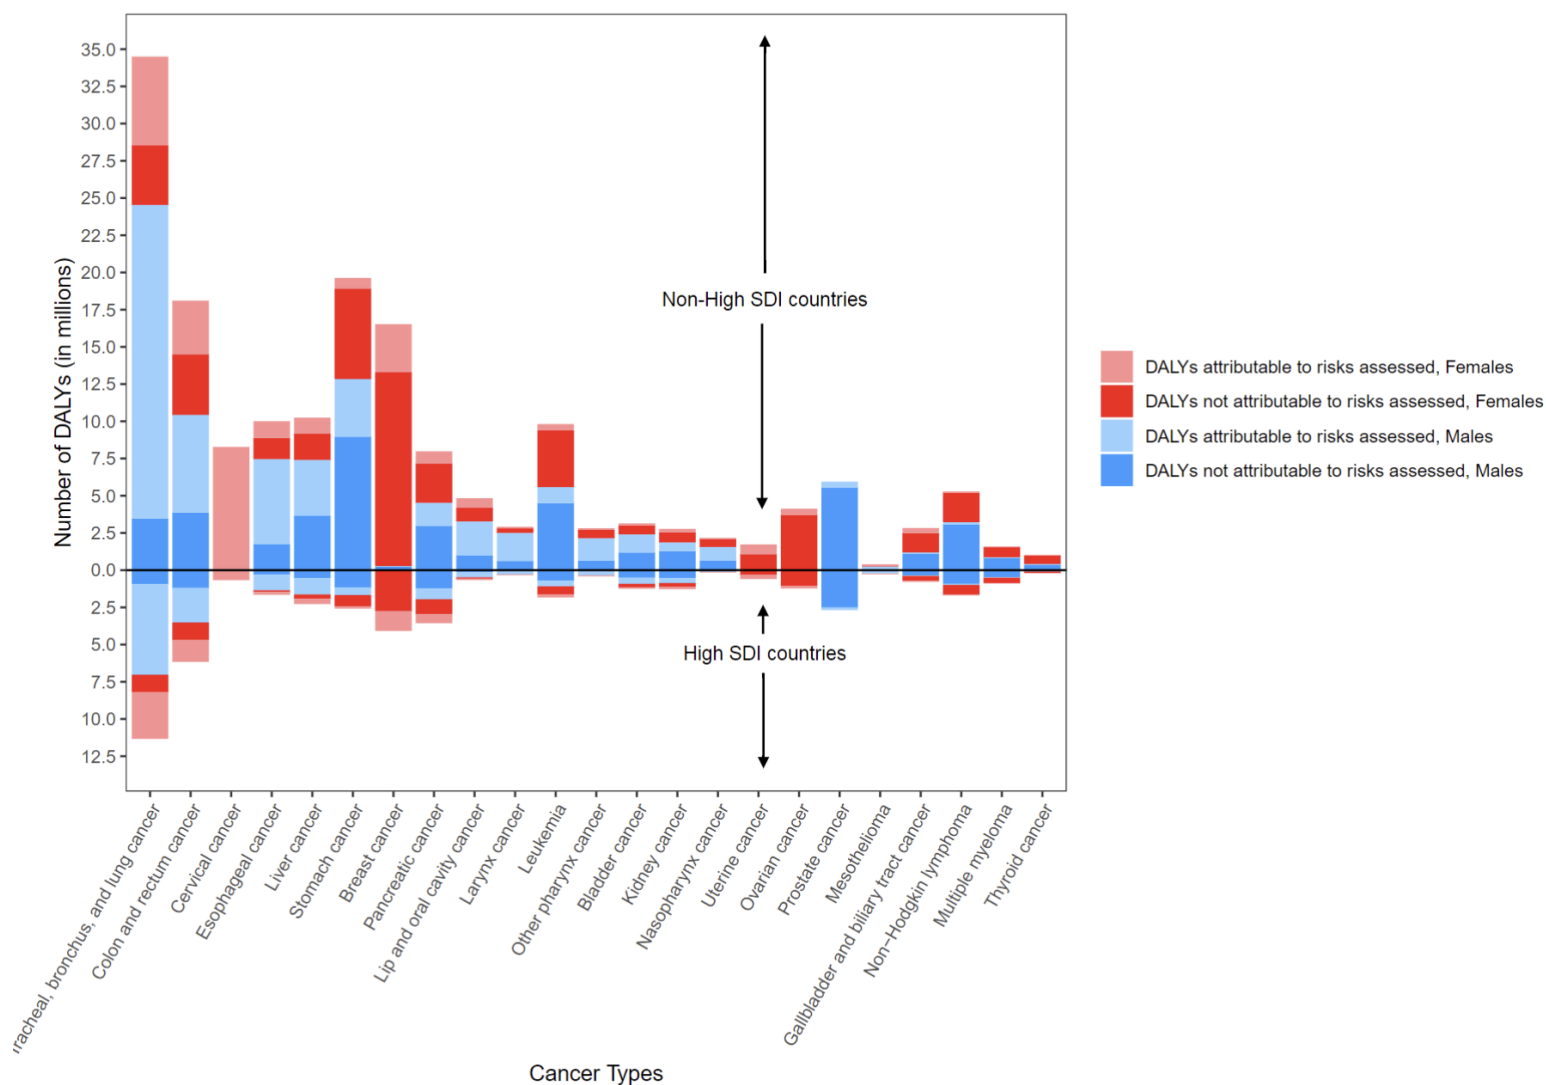 35.0
32.5
30.0
27.5
25.0
22.5
20.0
17.5
15.0
12.5
10.0
7.5
5.0
2.5
0.0
2.5
5.0
7.5
10.0
12.5
Number of DALYs (in millions)
Non-High SDI countries
High SDI countries
DALYs attributable to risks assessed, Females
DALYs not attributable to risks assessed, Females
DALYs attributable to risks assessed, Males
DALYs not attributable to risks assessed, Males
racheal, bronchus, and lung cancer
Colon and rectum cancer
Cervical cancer
Esophageal cancer
Liver cancer
Stomach cancer
Breast cancer
Pancreatic cancer
Lip and oral cavity cancer
Larynx cancer
Leukemia
Other pharynx cancer
Bladder cancer
Kidney cancer
Nasopharynx cancer
Uterine cancer
Ovarian cancer
Prostate cancer
Mesothelioma
Gallbladder and biliary tract cancer
Non−Hodgkin lymphoma
Multiple myeloma
Thyroid cancer
Cancer Types